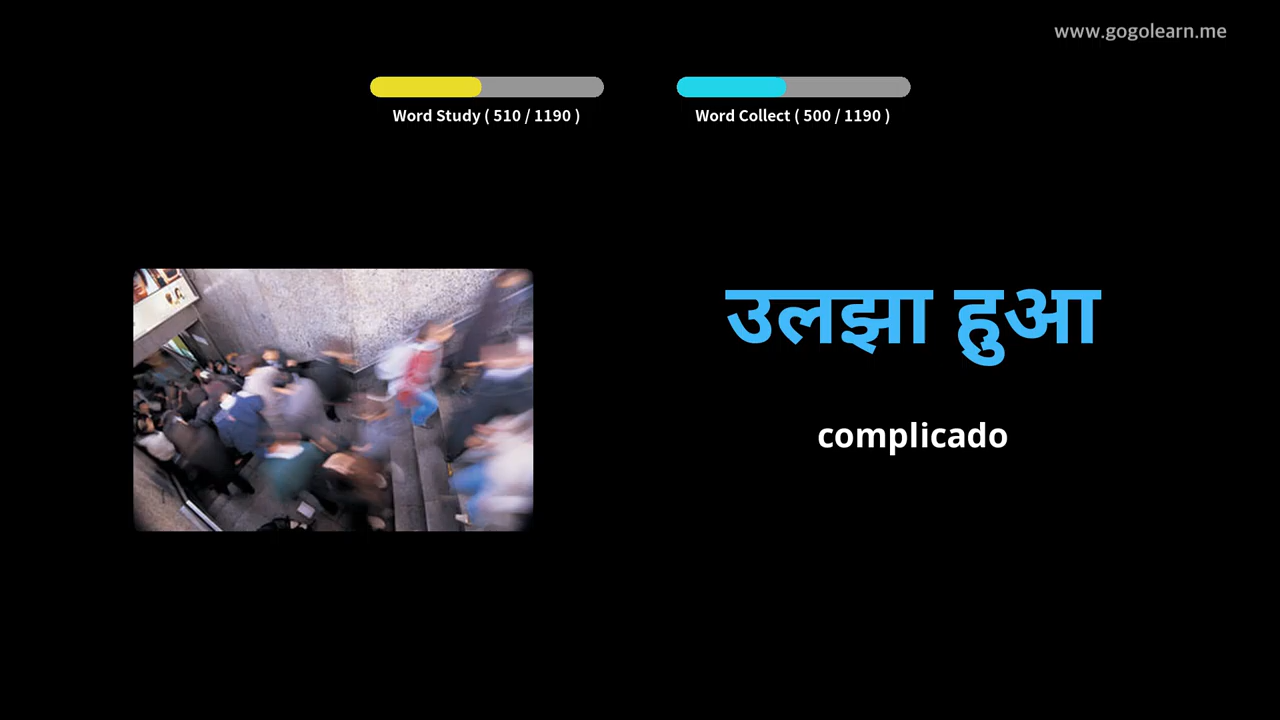 www.gogolearn.me
Word Study ( 510 / 1190 )
Word Collect ( 500 / 1190 )
उलझा हुआ
complicado